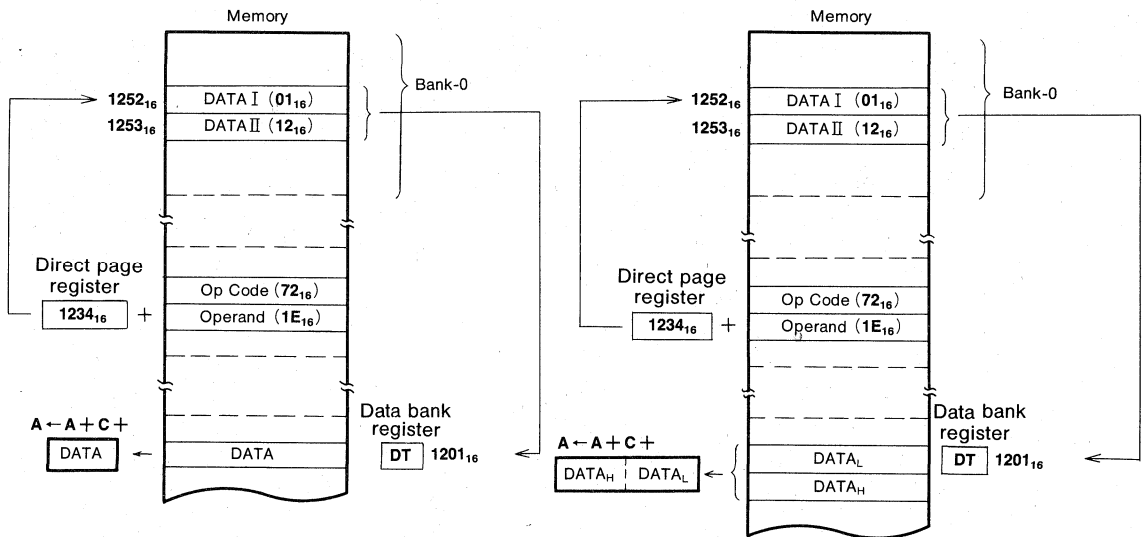 Memory
Bank-0
1252₁₆
DATA Ⅰ (01₁₆)
1253₁₆
DATA Ⅱ (12₁₆)
Direct page
register
1234₁₆ +
Op Code (72₁₆)
Operand (1E₁₆)
A ← A + C +
DATA ←
DATA
Data bank
register
DT 1201₁₆
Memory
Bank-0
1252₁₆
DATA Ⅰ (01₁₆)
1253₁₆
DATA Ⅱ (12₁₆)
Direct page
register
1234₁₆ +
Op Code (72₁₆)
Operand (1E₁₆)
A ← A + C +
DATA_H DATA_L ←
DATA_L
DATA_H
Data bank
register
DT 1201₁₆